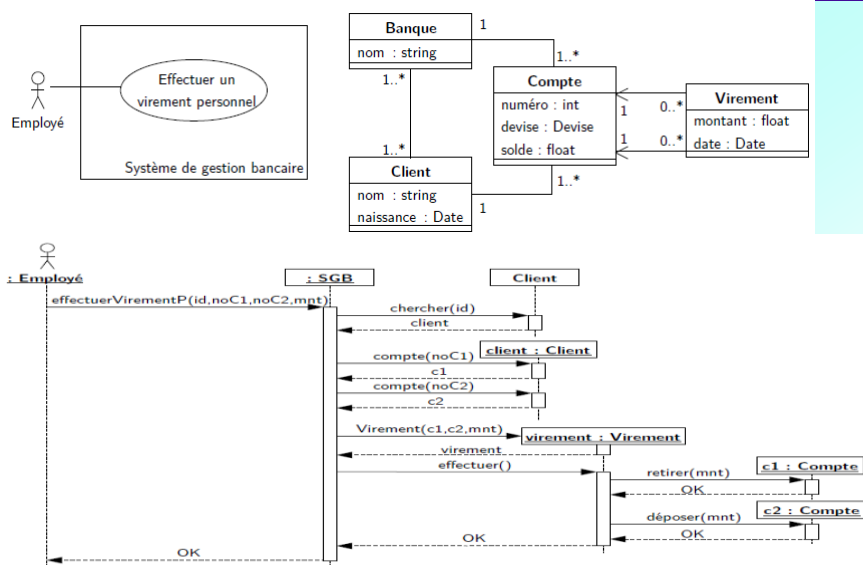 Effectuer un
virement personnel
Employé
Système de gestion bancaire
Banque
nom : string
1
1..*
1..*
1..*
Compte
numéro : int
devise : Devise
solde : float
1
0..*
1
0..*
Virement
montant : float
date : Date
Client
nom : string
naissance : Date
1
1..*
: Employé
: SGB
Client
effectuerVirementP(id,noC1,noC2,mnt)
chercher(id)
client
client : Client
compte(noC1)
c1
compte(noC2)
c2
Virement(c1,c2,mnt)
virement : Virement
virement
effectuer()
retirer(mnt)
c1 : Compte
OK
déposer(mnt)
c2 : Compte
OK
OK
OK